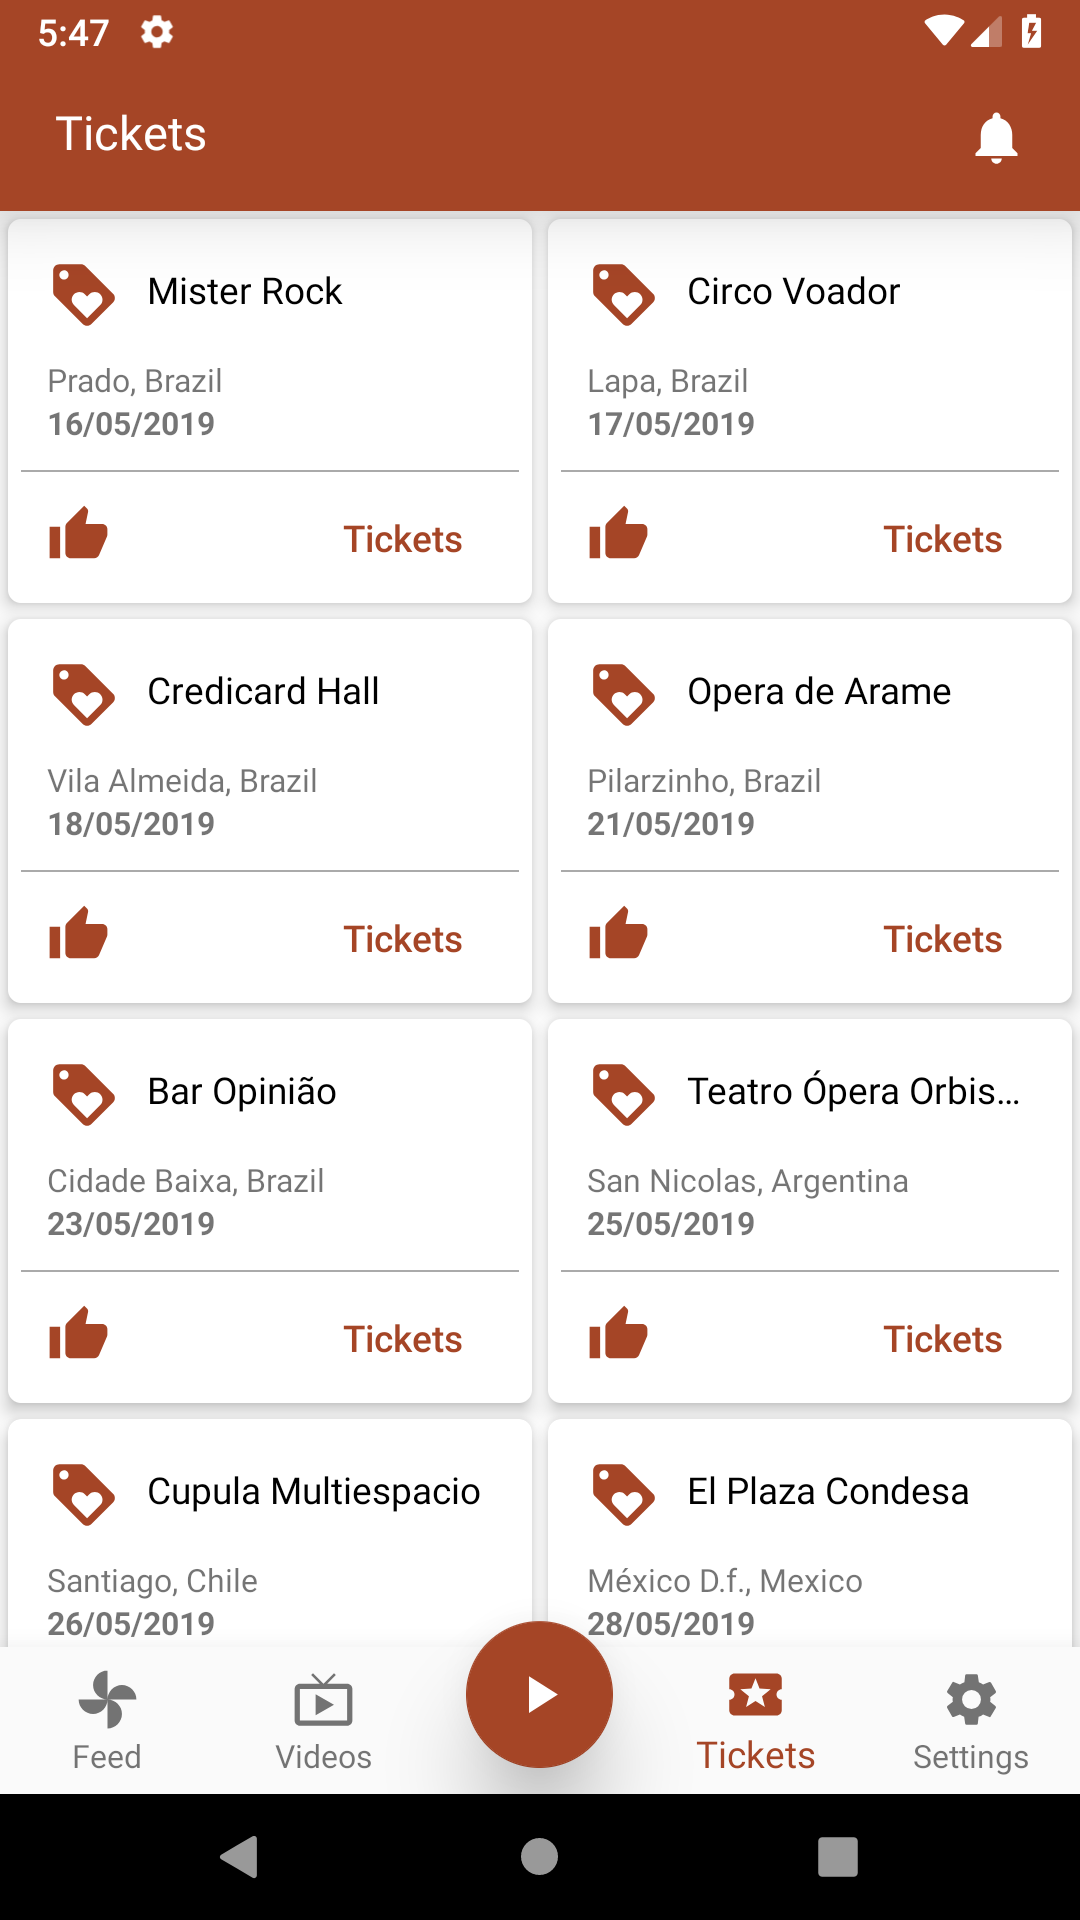 5:47
Tickets
Mister Rock
Prado, Brazil
16/05/2019
Tickets
Circo Voador
Lapa, Brazil
17/05/2019
Tickets
Credicard Hall
Vila Almeida, Brazil
18/05/2019
Tickets
Opera de Arame
Pilarzinho, Brazil
21/05/2019
Tickets
Bar Opinião
Cidade Baixa, Brazil
23/05/2019
Tickets
Teatro Ópera Orbis...
San Nicolas, Argentina
25/05/2019
Tickets
Cupula Multiespacio
Santiago, Chile
26/05/2019
El Plaza Condesa
México D.f., Mexico
28/05/2019
Feed
Videos
Tickets
Settings